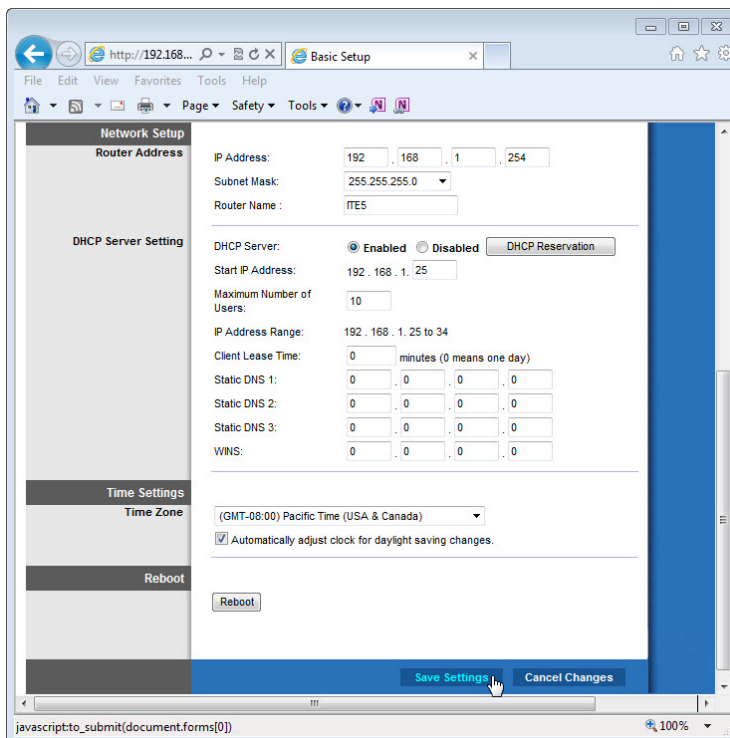 http://192.168...
Basic Setup
File Edit View Favorites Tools Help
Page Safety Tools
Network Setup
Router Address
IP Address: 192 . 168 . 1 . 254
Subnet Mask: 255.255.255.0
Router Name : ITE5
DHCP Server Setting
DHCP Server: Enabled Disabled DHCP Reservation
Start IP Address: 192 . 168 . 1. 25
Maximum Number of
Users: 10
IP Address Range: 192 . 168 . 1. 25 to 34
Client Lease Time: 0 minutes (0 means one day)
Static DNS 1: 0 . 0 . 0 . 0
Static DNS 2: 0 . 0 . 0 . 0
Static DNS 3: 0 . 0 . 0 . 0
WINS: 0 . 0 . 0 . 0
Time Settings
Time Zone
(GMT-08:00) Pacific Time (USA & Canada)
Automatically adjust clock for daylight saving changes.
Reboot
Reboot
Save Settings Cancel Changes
javascript:to_submit(document.forms[0]) 100%